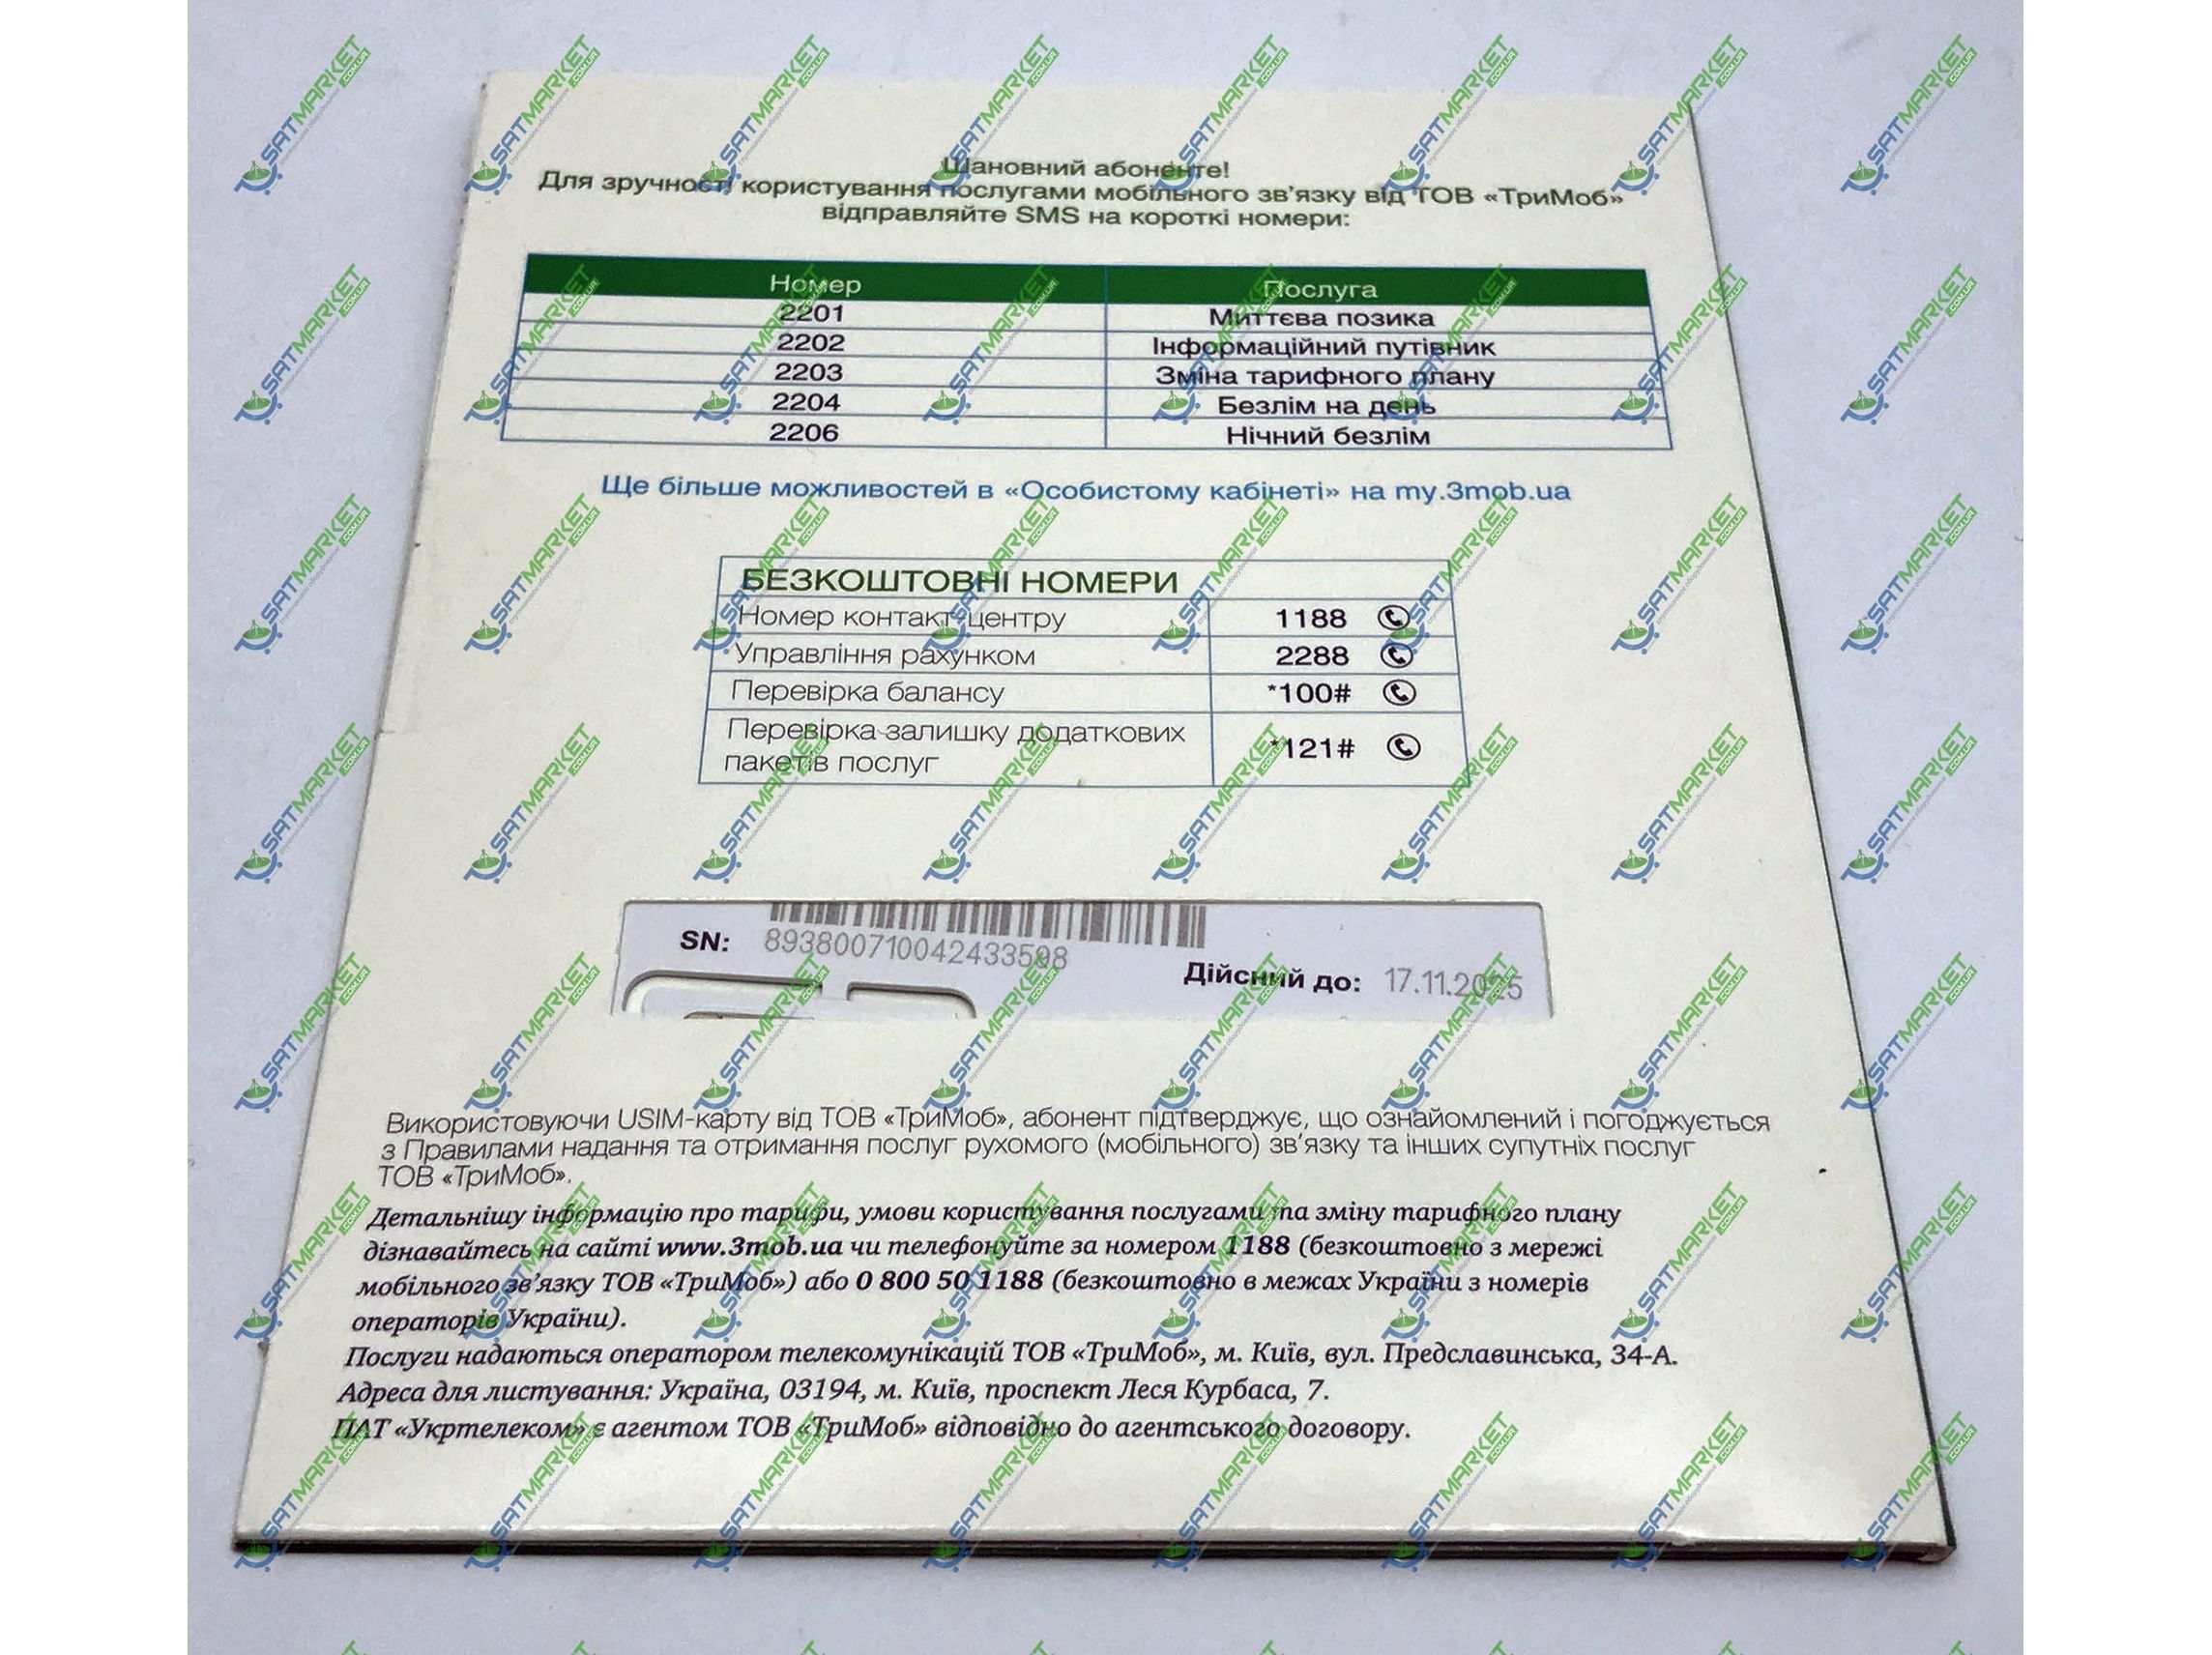 Шановний абоненте!
Для зручності користування послугами мобільного зв'язку від ТОВ «ТриМоб»
відправляйте SMS на короткі номери:
Номер Послуга
2201 Миттєва позика
2202 Інформаційний путівник
2203 Зміна тарифного плану
2204 Безлім на день
2206 Нічний безлім
Ще більше можливостей в «Особистому кабінеті» на my.3mob.ua
БЕЗКОШТОВНІ НОМЕРИ
Номер контакт-центру 1188
Управління рахунком 2288
Перевірка балансу *100#
Перевірка залишку додаткових
пакетів послуг *121#
SN: 893800710042433598
Дійсний до: 17.11.2025
Використовуючи USIM-карту від ТОВ «ТриМоб», абонент підтверджує, що ознайомлений і погоджується
з Правилами надання та отримання послуг рухомого (мобільного) зв'язку та інших супутніх послуг
ТОВ «ТриМоб».
Детальнішу інформацію про тарифи, умови користування послугами та зміну тарифного плану
дізнавайтесь на сайті www.3mob.ua чи телефонуйте за номером 1188 (безкоштовно з мережі
мобільного зв'язку ТОВ «ТриМоб») або 0 800 50 1188 (безкоштовно в межах України з номерів
операторів України).
Послуги надаються оператором телекомунікацій ТОВ «ТриМоб», м. Київ, вул. Предславинська, 34-А.
Адреса для листування: Україна, 03194, м. Київ, проспект Леся Курбаса, 7.
ПАТ «Укртелеком» є агентом ТОВ «ТриМоб» відповідно до агентського договору.
SATMARKET
.COM.UA